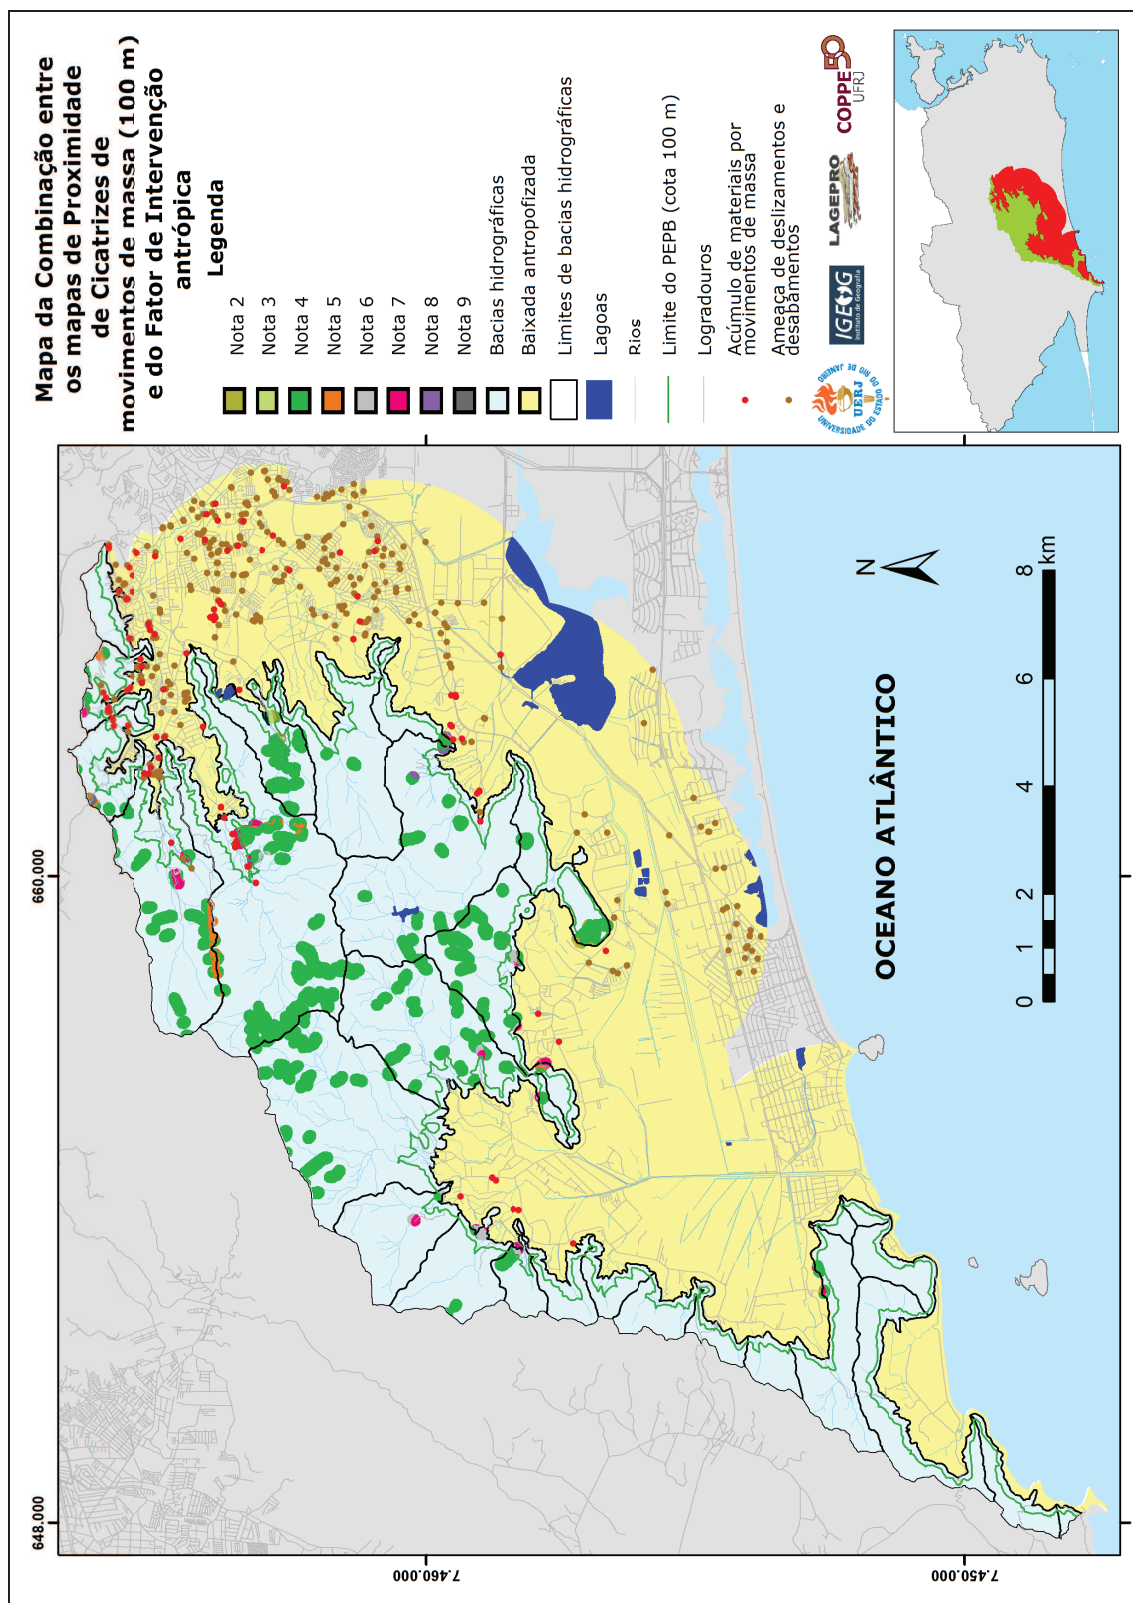 Mapa da Combinação entre
os mapas de Proximidade
de Cicatrizes de
movimentos de massa (100 m)
e do Fator de Intervenção
antrópica
Legenda
Nota 2
Nota 3
Nota 4
Nota 5
Nota 6
Nota 7
Nota 8
Nota 9
Bacias hidrográficas
Baixada antropofizada
Limites de bacias hidrográficas
Lagoas
Rios
Limite do PEPB (cota 100 m)
Logradouros
Acúmulo de materiais por
movimentos de massa
Ameaça de deslizamentos e
desabamentos
UERJ
UNIVERSIDADE DO ESTADO DO RIO DE JANEIRO
IGEOG
Instituto de Geografia
LAGEPRO
COPPE 50
UFRJ
648.000
660.000
7.460.000
7.450.000
OCEANO ATLÂNTICO
N
0 1 2 4 6 8
km